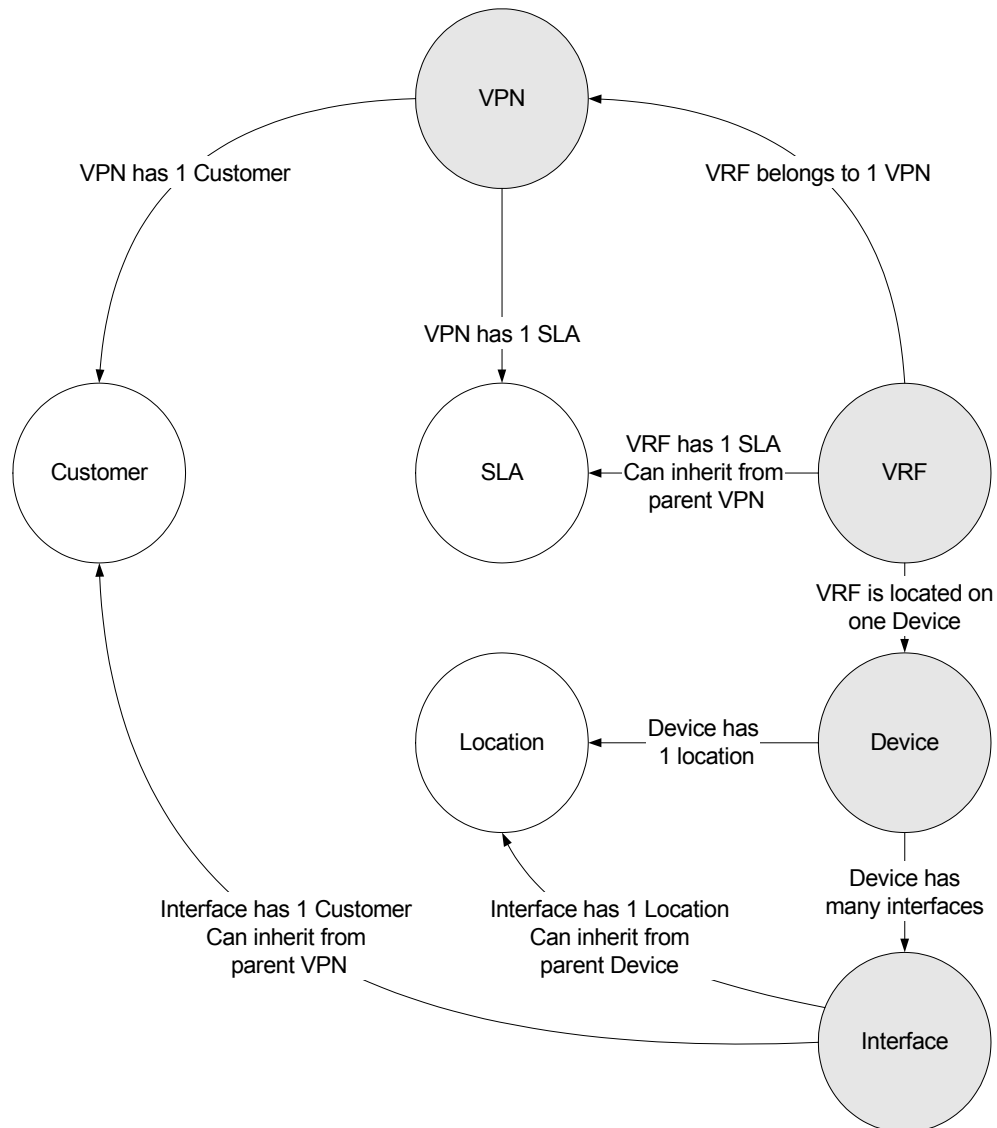 VPN
VPN has 1 Customer
VRF belongs to 1 VPN
VPN has 1 SLA
Customer
SLA
VRF has 1 SLA
Can inherit from
parent VPN
VRF
VRF is located on
one Device
Location
Device has
1 location
Device
Device has
many interfaces
Interface has 1 Customer
Can inherit from
parent VPN
Interface has 1 Location
Can inherit from
parent Device
Interface